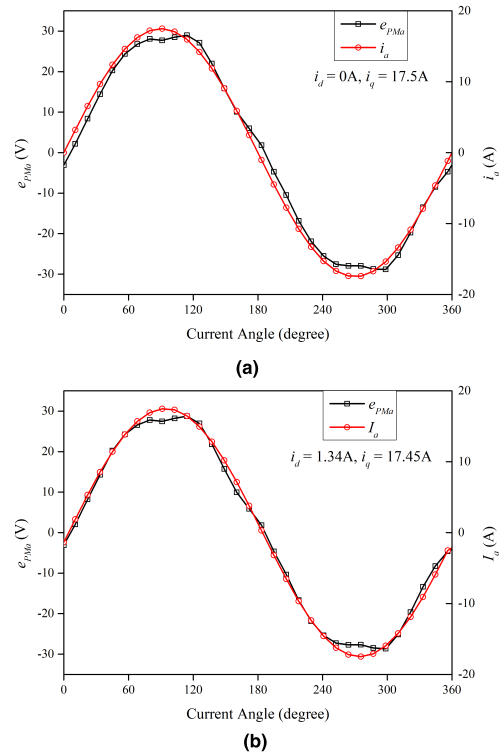 (a)
30
20
10
0
-10
-20
-30
e_PMa (V)
20
10
0
-10
-20
i_a (A)
e_PMa
i_a
i_d = 0A, i_q = 17.5A
0 60 120 180 240 300 360
Current Angle (degree)
(a)
30
20
10
0
-10
-20
-30
e_PMa (V)
20
10
0
-10
-20
I_a (A)
e_PMa
I_a
i_d = 1.34A, i_q = 17.45A
0 60 120 180 240 300 360
Current Angle (degree)
(b)